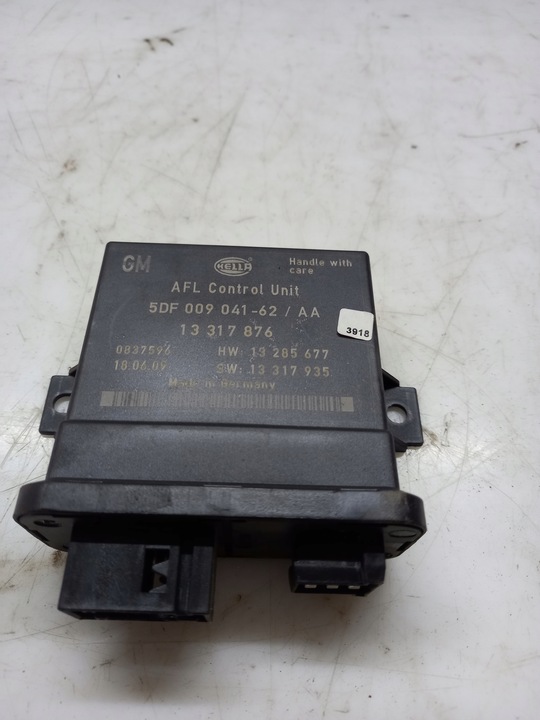 GM
HELLA
Handle with
care
AFL Control Unit
5DF 009 041-62 / AA
13 317 876
3918
0837596
HW: 13 285 677
18.06.09
SW: 13 317 935
Made in Germany